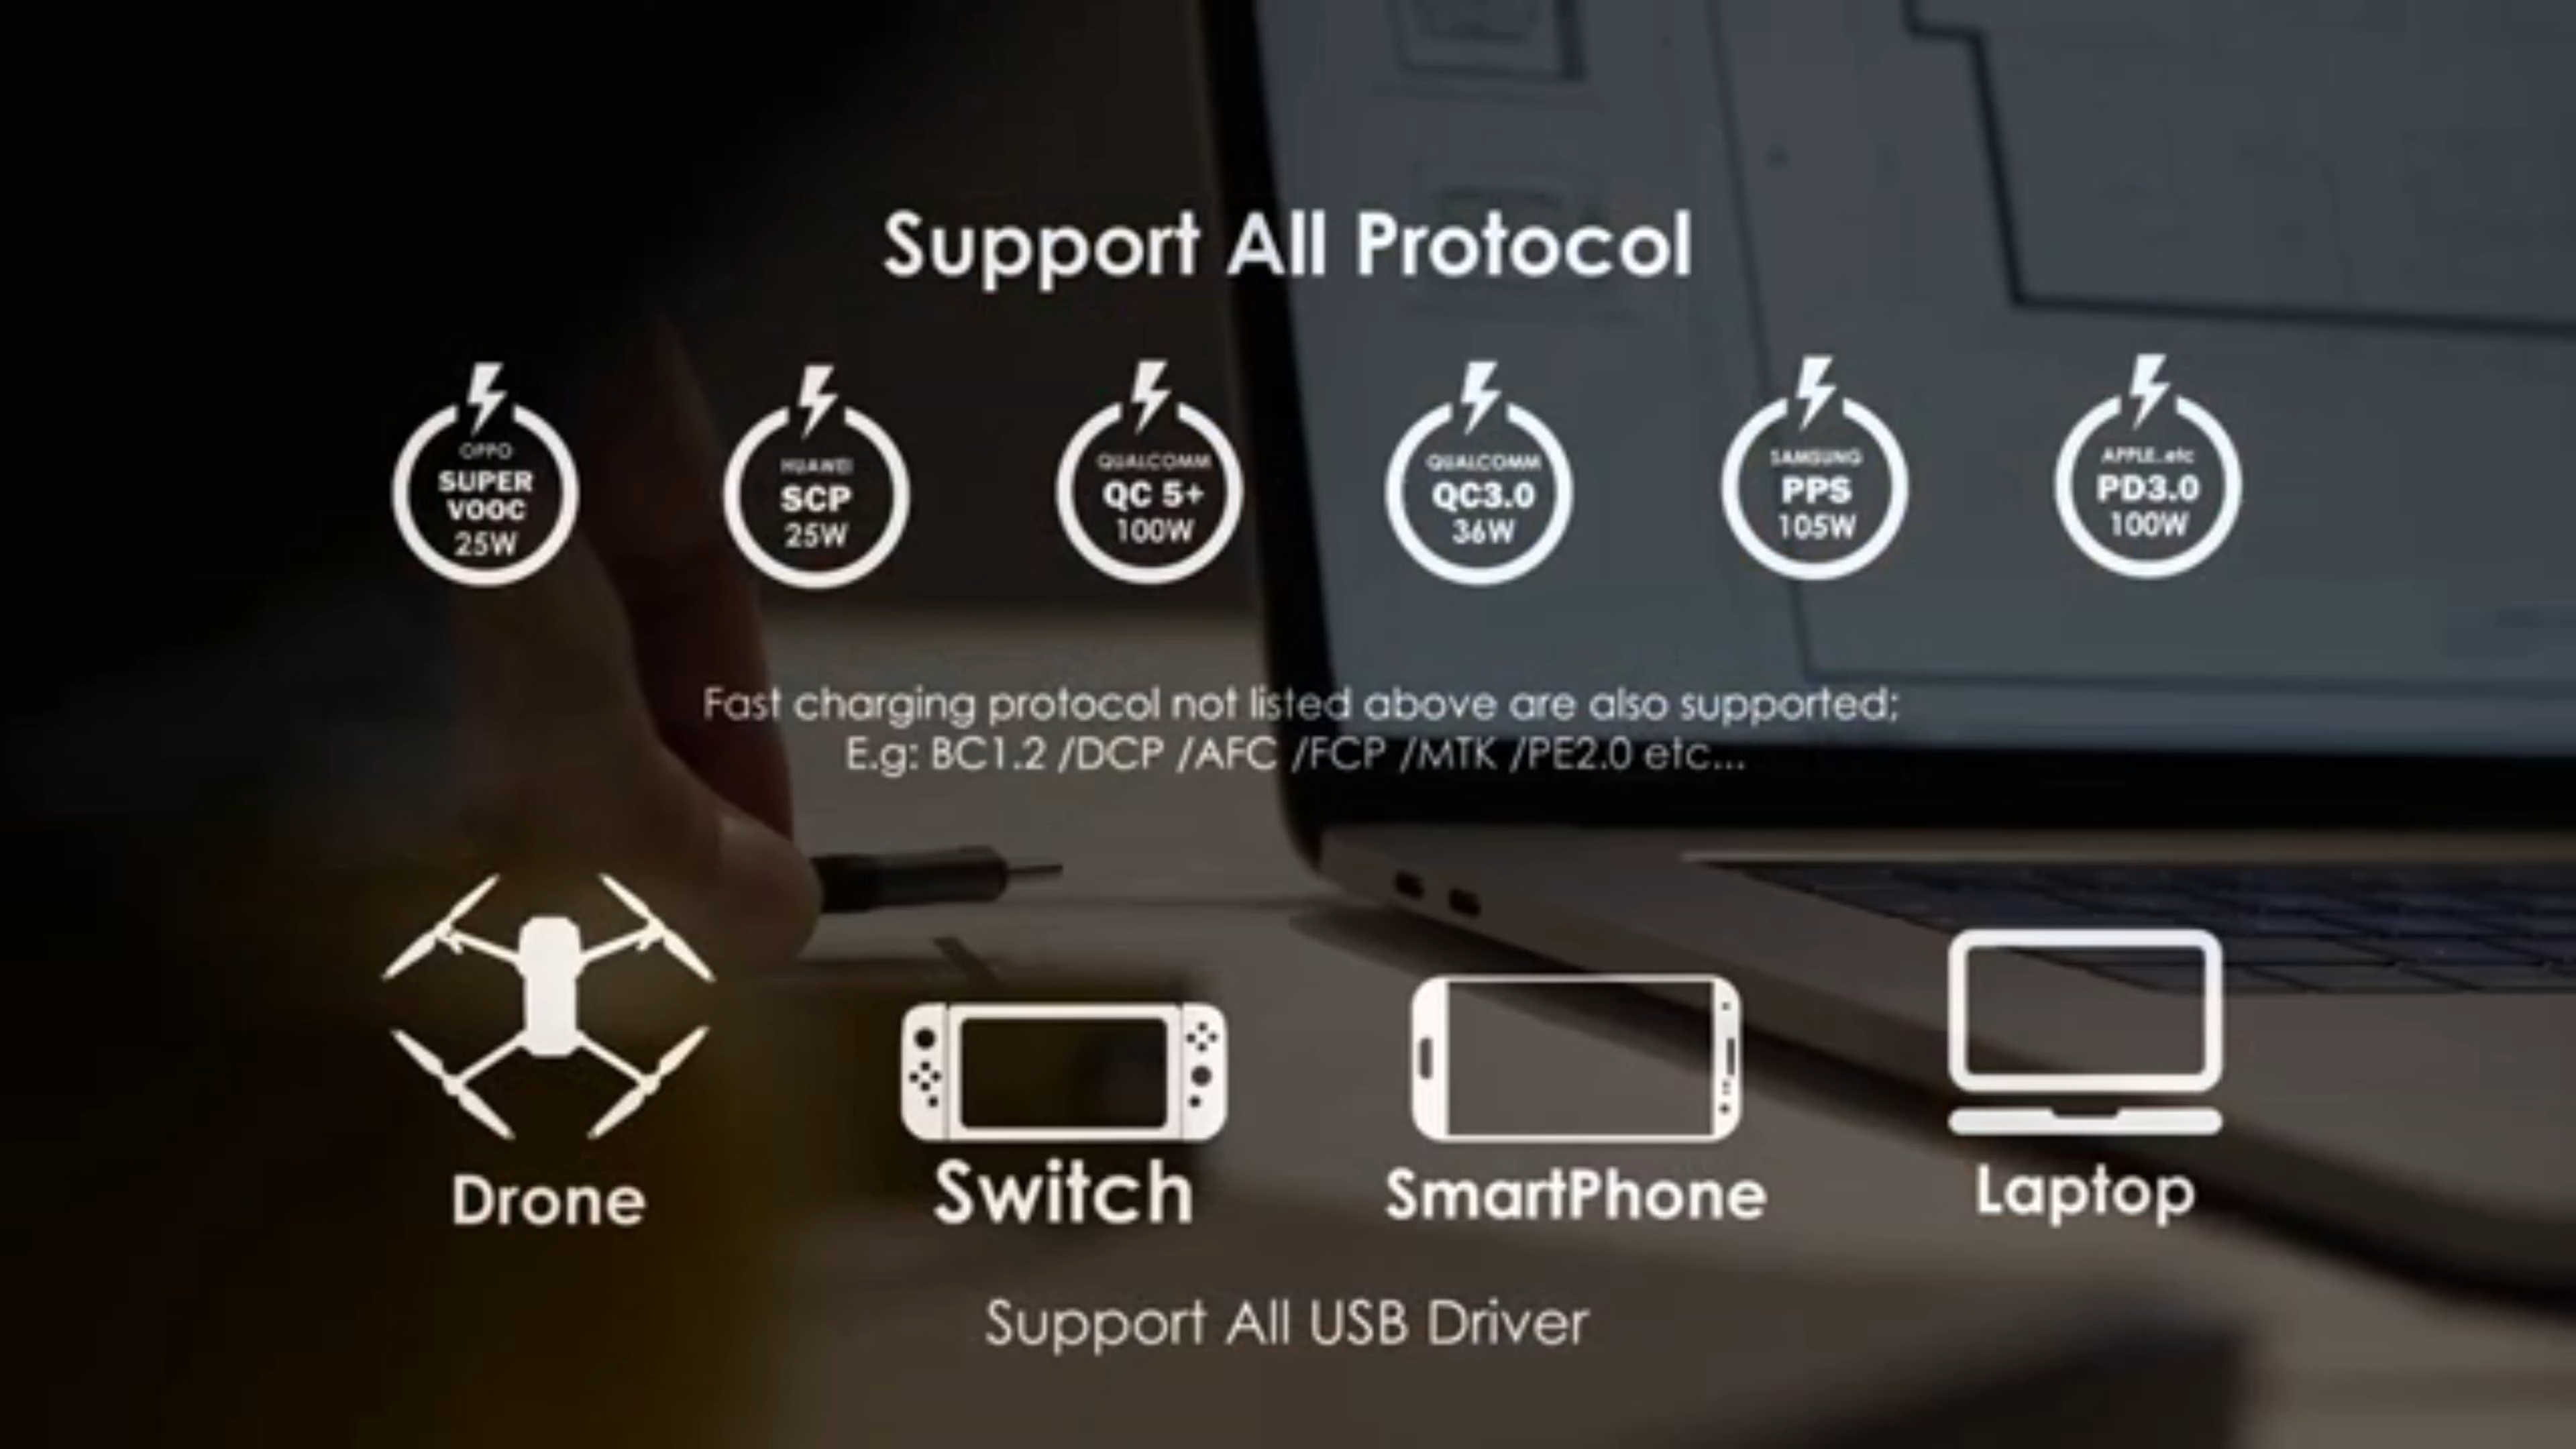 Support All Protocol
OPPO
SUPER
VOOC
25W
HUAWEI
SCP
25W
QUALCOMM
QC 5+
100W
QUALCOMM
QC3.0
36W
SAMSUNG
PPS
105W
APPLE..etc
PD3.0
100W
Fast charging protocol not listed above are also supported;
E.g: BC1.2 /DCP /AFC /FCP /MTK /PE2.0 etc...
Drone
Switch
SmartPhone
Laptop
Support All USB Driver